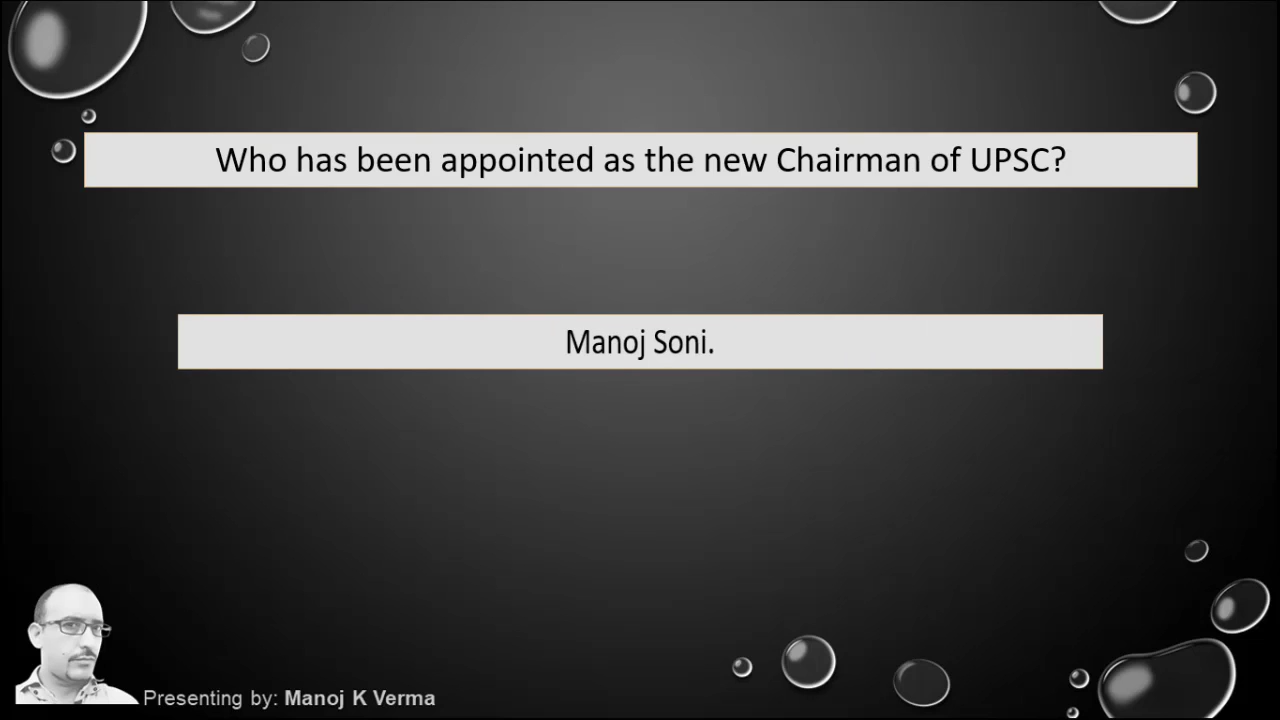 Who has been appointed as the new Chairman of UPSC?
Manoj Soni.
Presenting by: Manoj K Verma